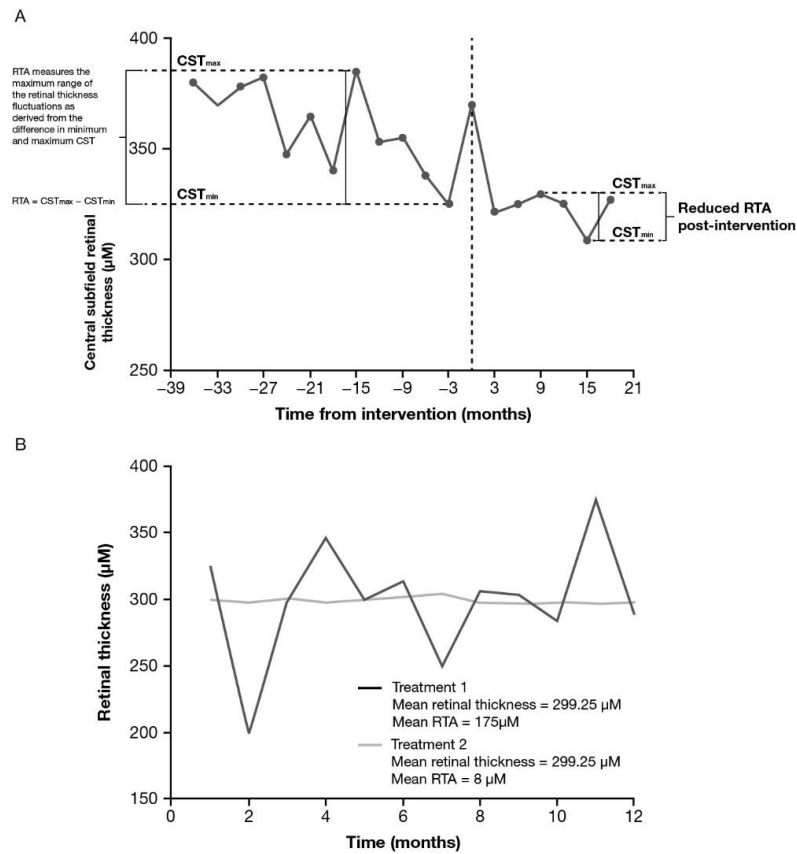 A
RTA measures the
maximum range of
the retinal thickness
fluctuations as
derived from the
difference in minimum
and maximum CST
RTA = CSTmax – CSTmin
Central subfield retinal
thickness (µM)
400
350
300
250
CSTmax
CSTmin
CSTmax
CSTmin
Reduced RTA
post-intervention
–39 –33 –27 –21 –15 –9 –3 3 9 15 21
Time from intervention (months)
B
Retinal thickness (µM)
400
350
300
250
200
150
Treatment 1
Mean retinal thickness = 299.25 µM
Mean RTA = 175µM
Treatment 2
Mean retinal thickness = 299.25 µM
Mean RTA = 8 µM
0 2 4 6 8 10 12
Time (months)